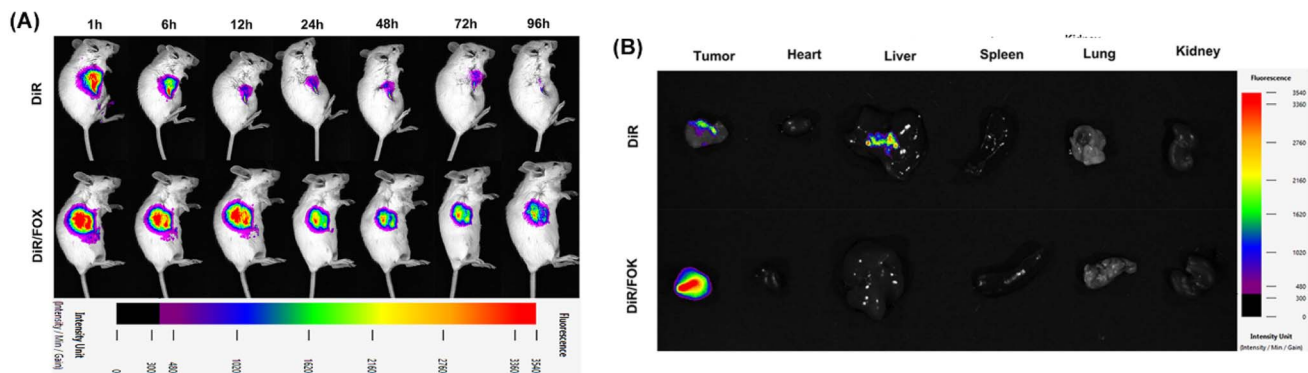 (A)
1h 6h 12h 24h 48h 72h 96h
DiR
DiR/FOX
Intensity Unit
(Intensity / Min / Gain)
0 300 480 1020 1620 2160 2760 3360 3540
Fluorescence
(B)
Kidney
Tumor Heart Liver Spleen Lung Kidney
DiR
DiR/FOK
Fluorescence
3540
3360
2760
2160
1620
1020
480
300
0
Intensity Unit
(Intensity / Min / Gain)